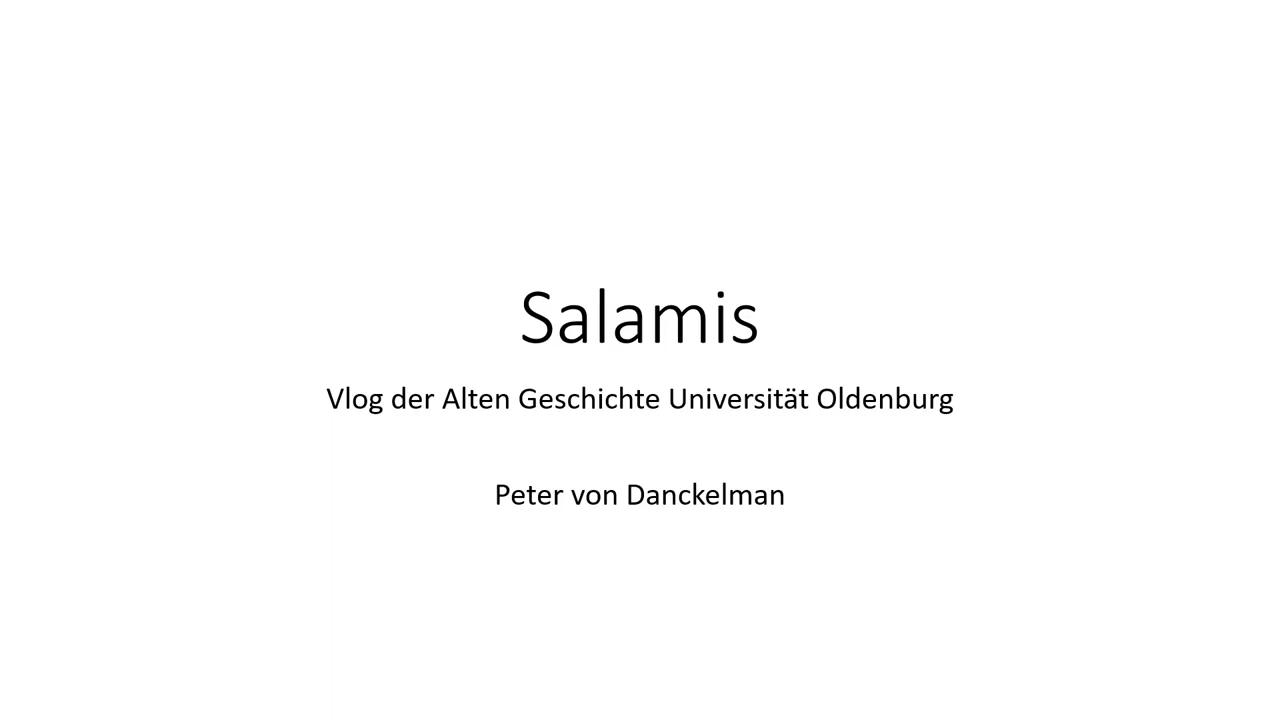 Salamis
Vlog der Alten Geschichte Universität Oldenburg
Peter von Danckelman